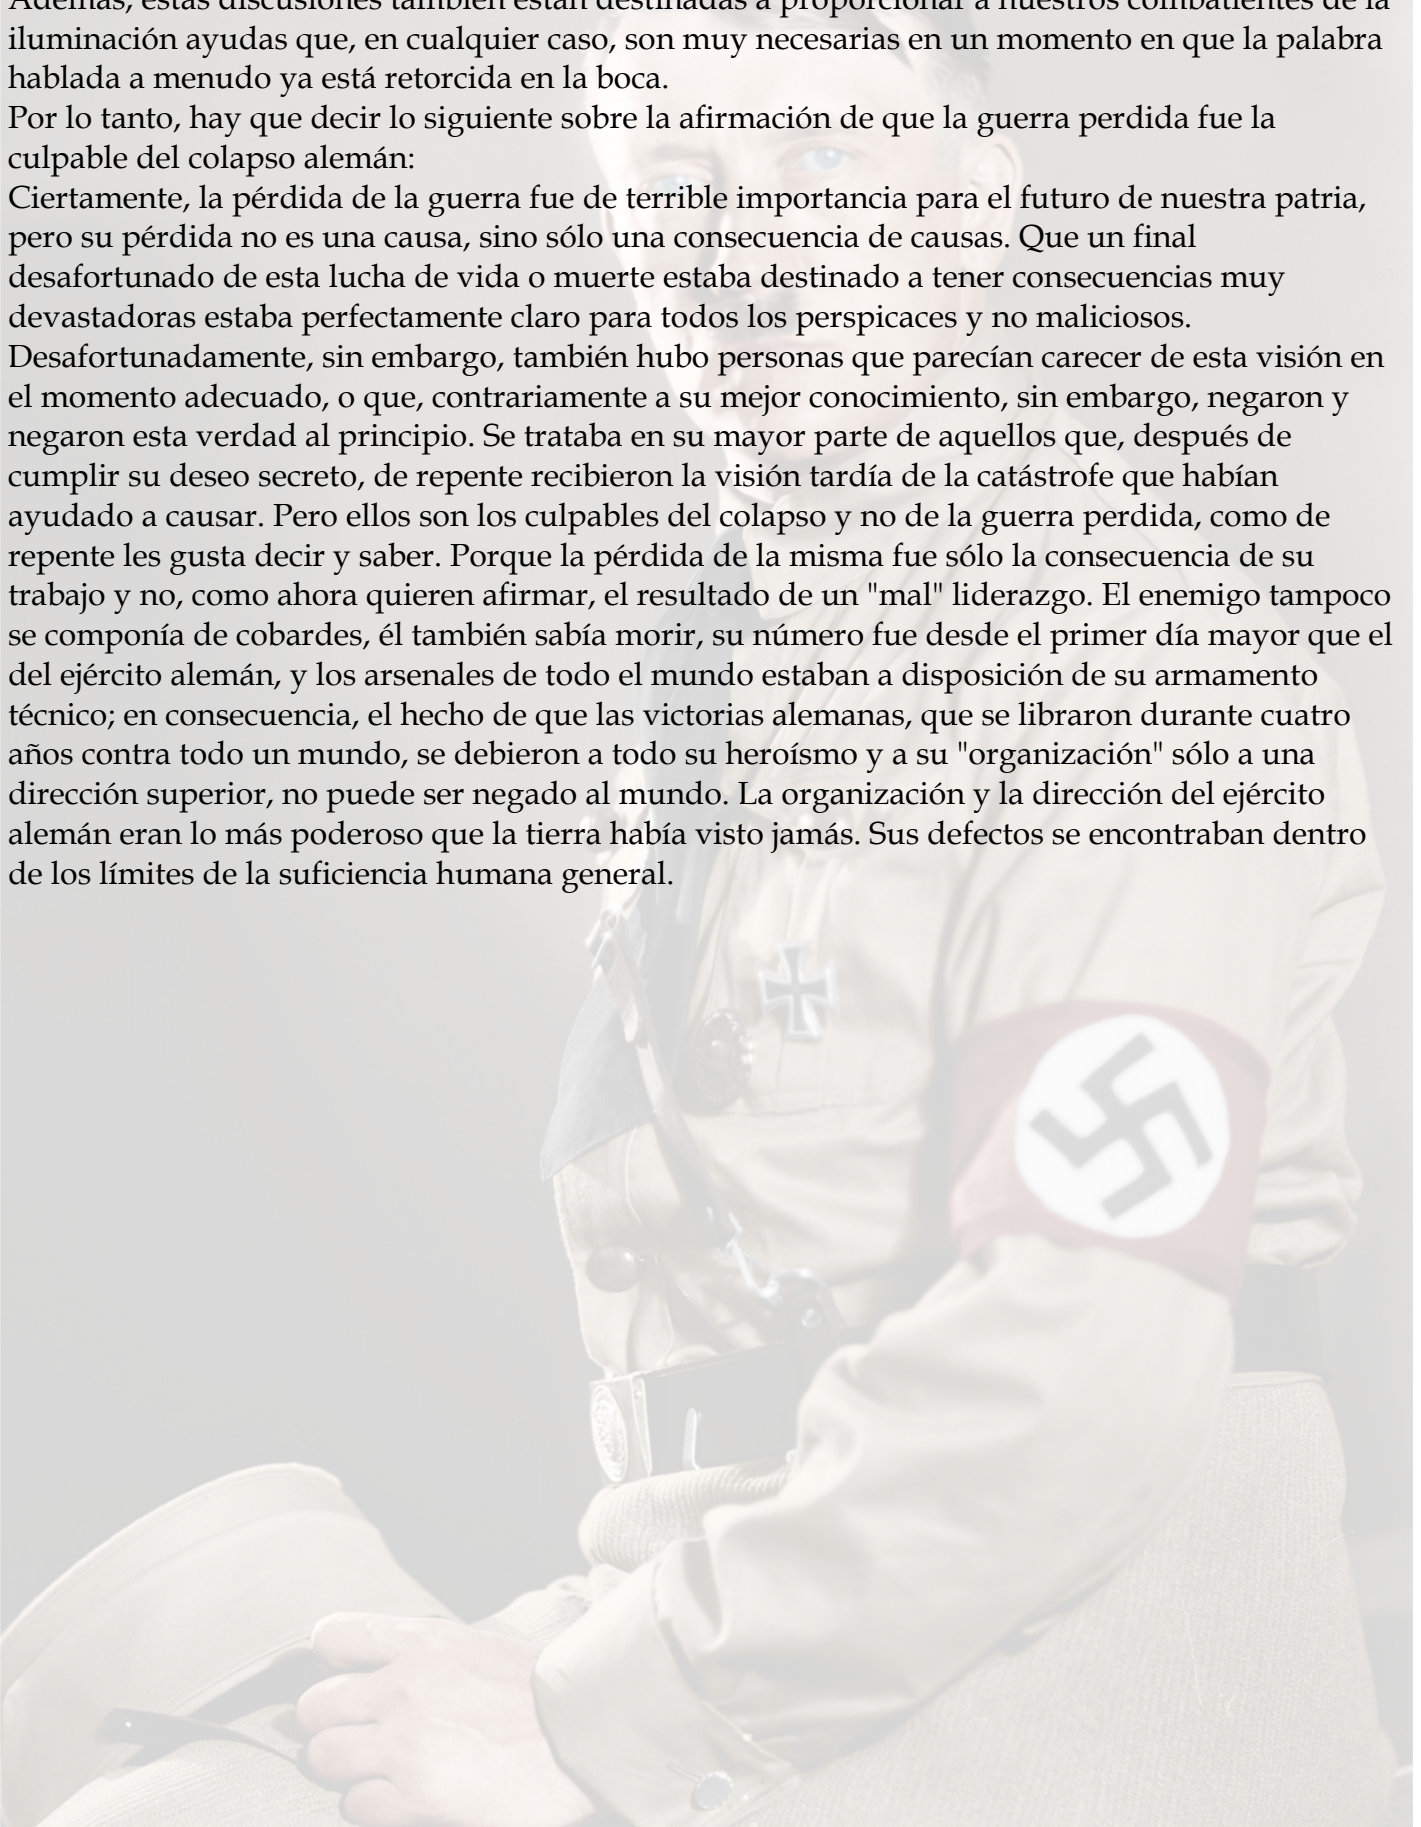 Además, estas discusiones también están destinadas a proporcionar a nuestros combatientes de la
iluminación ayudas que, en cualquier caso, son muy necesarias en un momento en que la palabra
hablada a menudo ya está retorcida en la boca.
Por lo tanto, hay que decir lo siguiente sobre la afirmación de que la guerra perdida fue la
culpable del colapso alemán:
Ciertamente, la pérdida de la guerra fue de terrible importancia para el futuro de nuestra patria,
pero su pérdida no es una causa, sino sólo una consecuencia de causas. Que un final
desafortunado de esta lucha de vida o muerte estaba destinado a tener consecuencias muy
devastadoras estaba perfectamente claro para todos los perspicaces y no maliciosos.
Desafortunadamente, sin embargo, también hubo personas que parecían carecer de esta visión en
el momento adecuado, o que, contrariamente a su mejor conocimiento, sin embargo, negaron y
negaron esta verdad al principio. Se trataba en su mayor parte de aquellos que, después de
cumplir su deseo secreto, de repente recibieron la visión tardía de la catástrofe que habían
ayudado a causar. Pero ellos son los culpables del colapso y no de la guerra perdida, como de
repente les gusta decir y saber. Porque la pérdida de la misma fue sólo la consecuencia de su
trabajo y no, como ahora quieren afirmar, el resultado de un "mal" liderazgo. El enemigo tampoco
se componía de cobardes, él también sabía morir, su número fue desde el primer día mayor que el
del ejército alemán, y los arsenales de todo el mundo estaban a disposición de su armamento
técnico; en consecuencia, el hecho de que las victorias alemanas, que se libraron durante cuatro
años contra todo un mundo, se debieron a todo su heroísmo y a su "organización" sólo a una
dirección superior, no puede ser negado al mundo. La organización y la dirección del ejército
alemán eran lo más poderoso que la tierra había visto jamás. Sus defectos se encontraban dentro
de los límites de la suficiencia humana general.